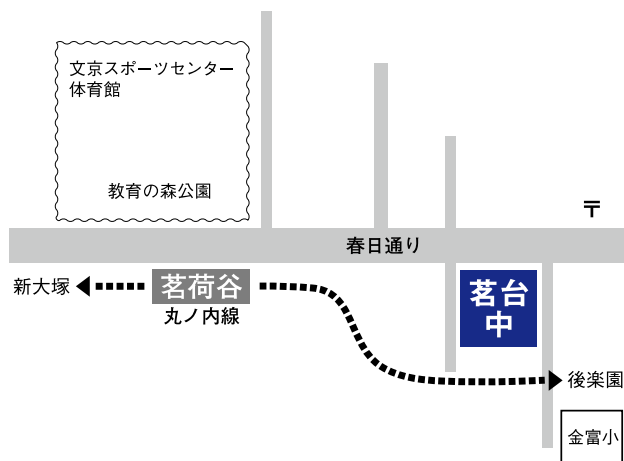 文京スポーツセンター
体育館
教育の森公園
〒
春日通り
新大塚
茗荷谷
丸ノ内線
茗台
中
後楽園
金富小